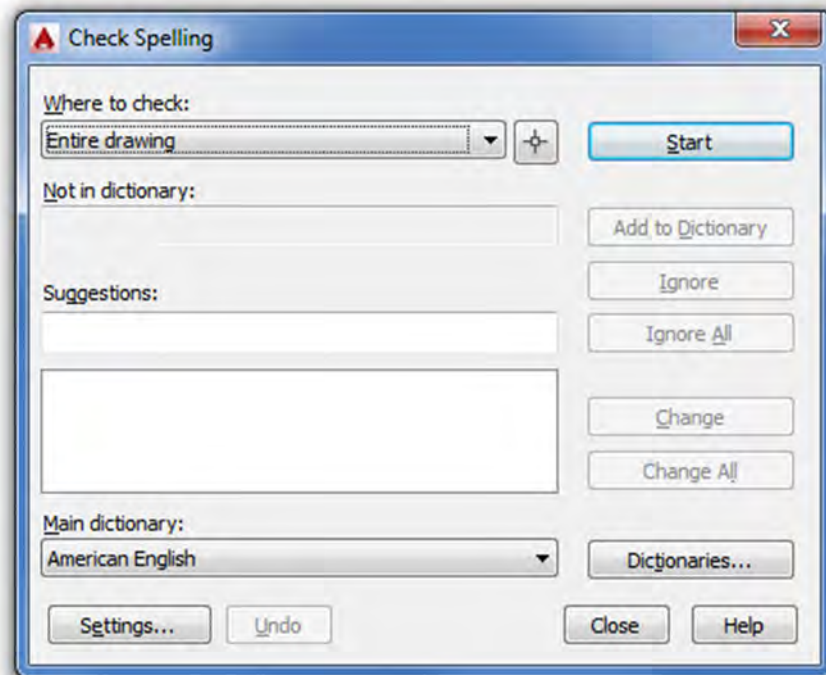 Check Spelling
Where to check:
Entire drawing
Start
Not in dictionary:
Add to Dictionary
Ignore
Suggestions:
Ignore All
Change
Change All
Main dictionary:
American English
Dictionaries...
Settings...
Undo
Close
Help